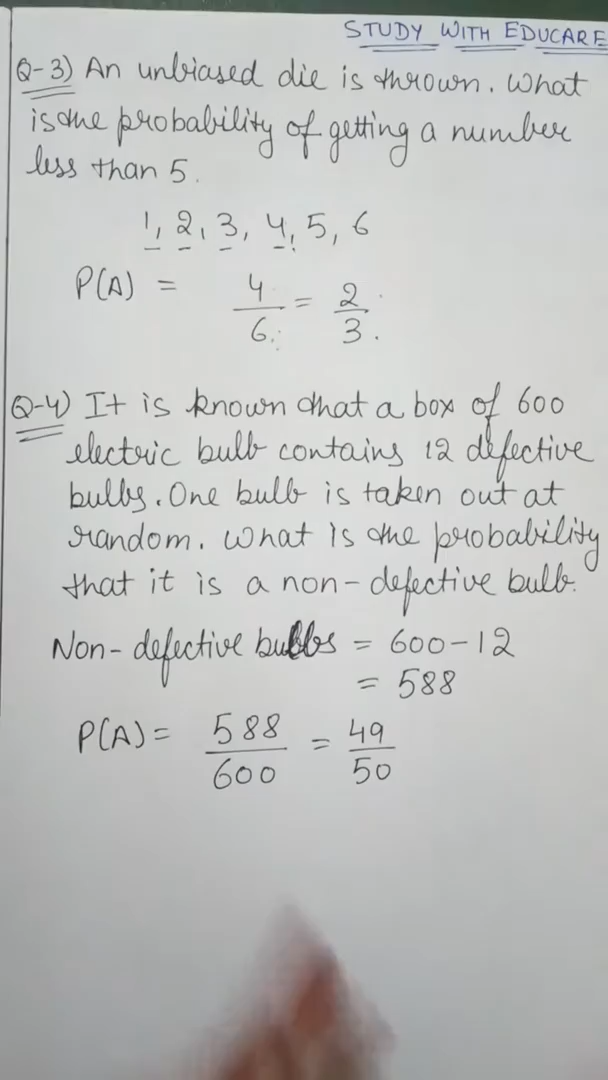 STUDY WITH EDUCARE
Q-3) An unbiased die is thrown. What
is the probability of getting a number
less than 5.
1, 2, 3, 4, 5, 6
P(A) = 4/6 = 2/3.
Q-4) It is known that a box of 600
electric bulb contains 12 defective
bulbs. One bulb is taken out at
random. What is the probability
that it is a non-defective bulb.
Non-defective bulbs = 600-12
= 588
P(A) = 588/600 = 49/50